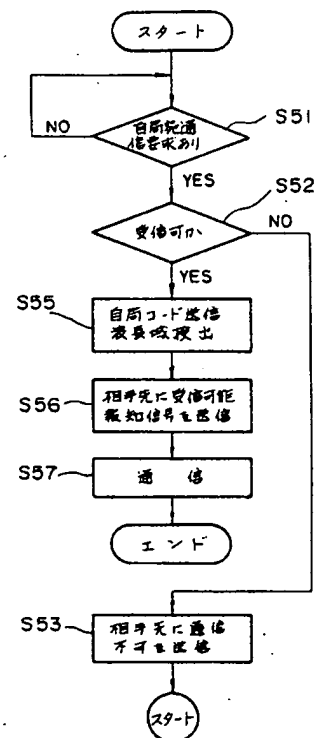 スタート
自局宛通
信要求あり
S51
NO
YES
S52
受信可か
NO
YES
S55
自局コード送信
波長域検出
S56
相手先に受信可能
報知信号を送信
S57
通信
エンド
S53
相手先に通信
不可を送信
スタート